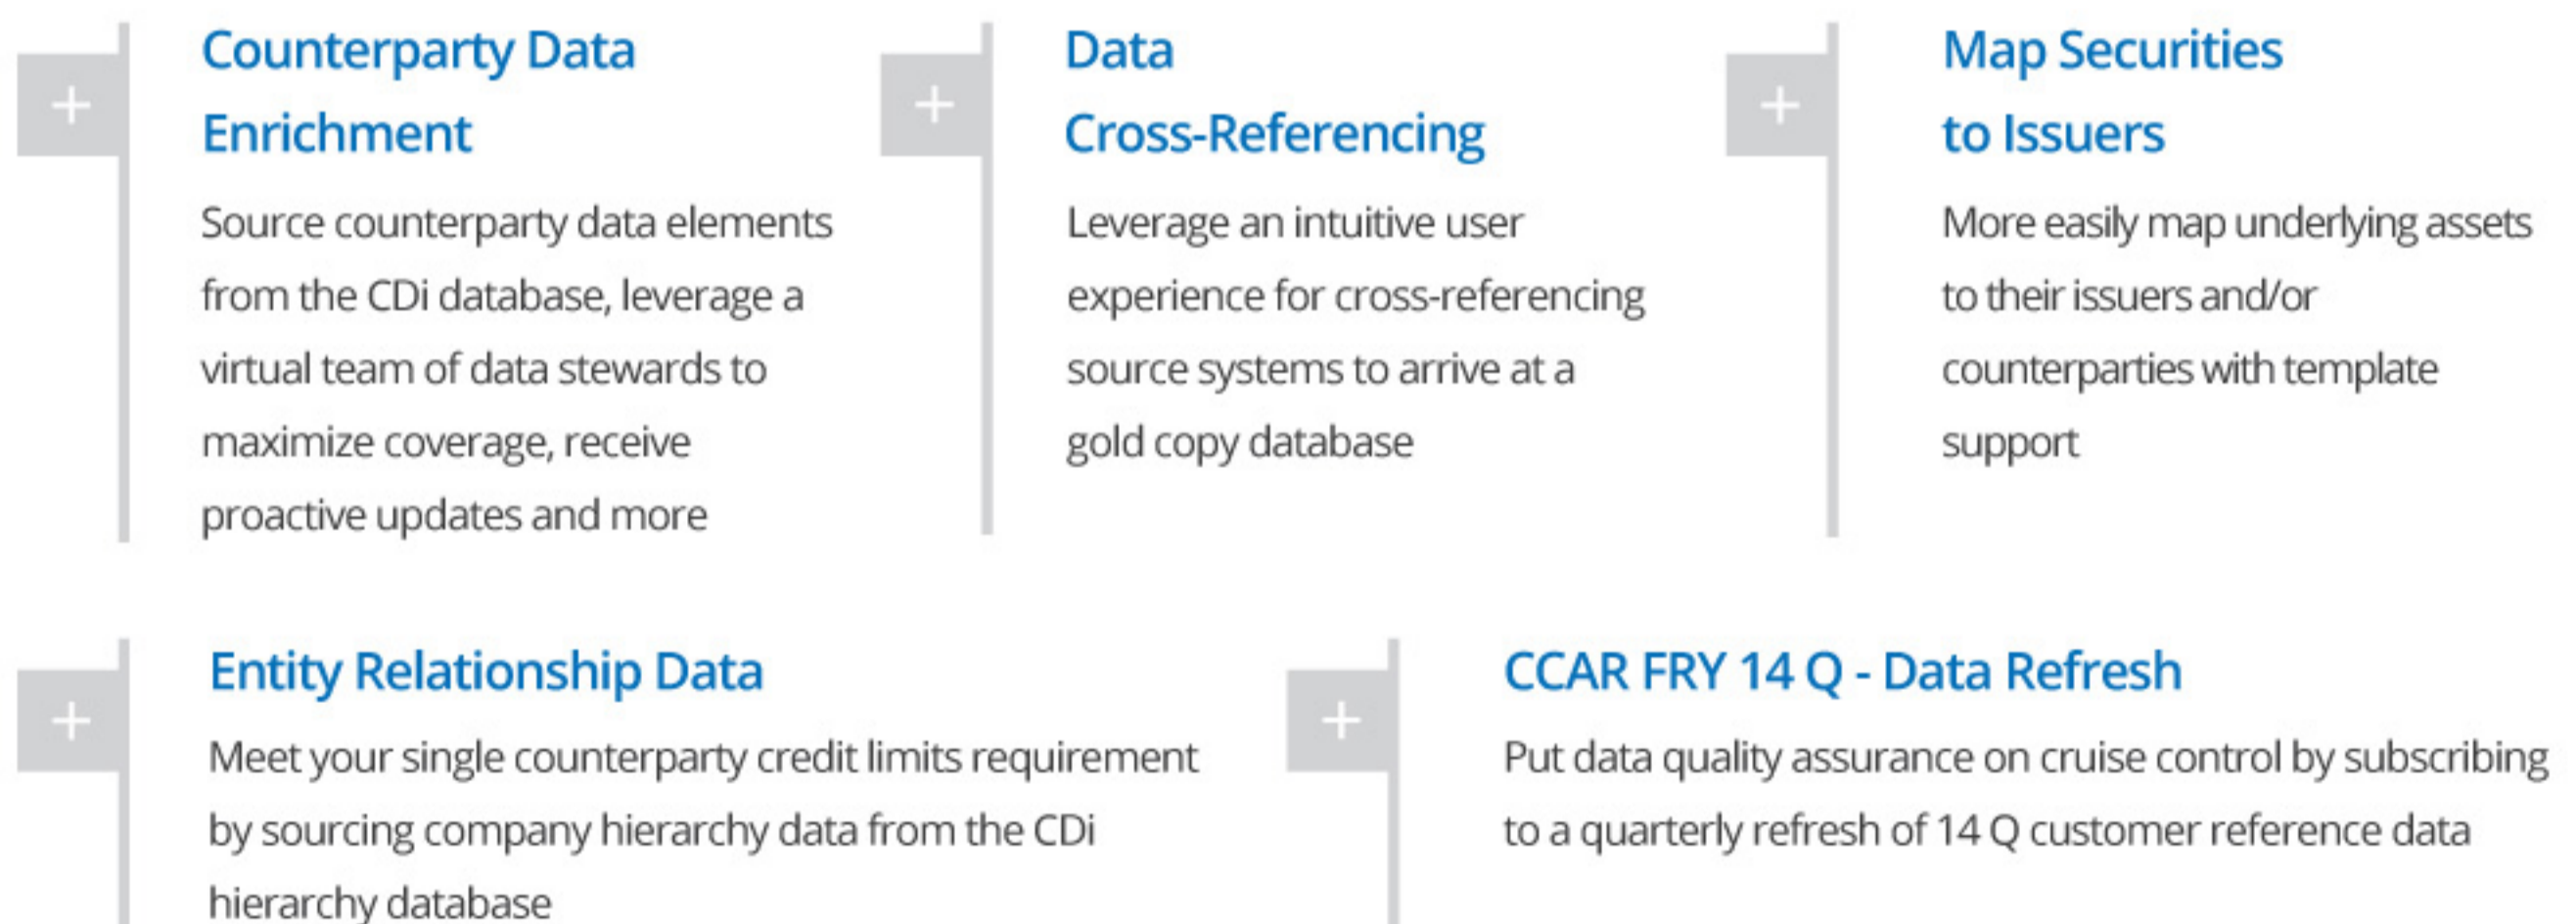 Counterparty Data
Enrichment
Source counterparty data elements
from the CDi database, leverage a
virtual team of data stewards to
maximize coverage, receive
proactive updates and more
Data
Cross-Referencing
Leverage an intuitive user
experience for cross-referencing
source systems to arrive at a
gold copy database
Map Securities
to Issuers
More easily map underlying assets
to their issuers and/or
counterparties with template
support
Entity Relationship Data
Meet your single counterparty credit limits requirement
by sourcing company hierarchy data from the CDi
hierarchy database
CCAR FRY 14 Q - Data Refresh
Put data quality assurance on cruise control by subscribing
to a quarterly refresh of 14 Q customer reference data